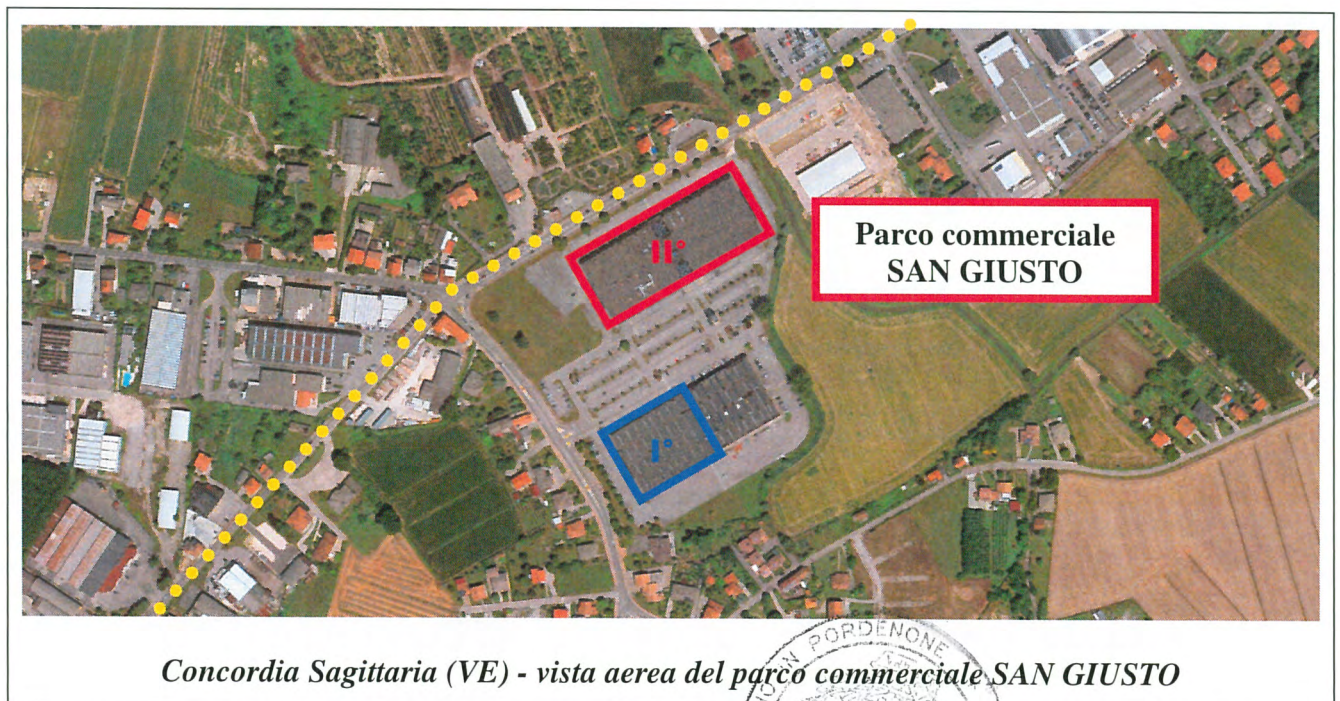 Parco commerciale
SAN GIUSTO
II°
I°
Concordia Sagittaria (VE) - vista aerea del parco commerciale SAN GIUSTO
PORDENONE